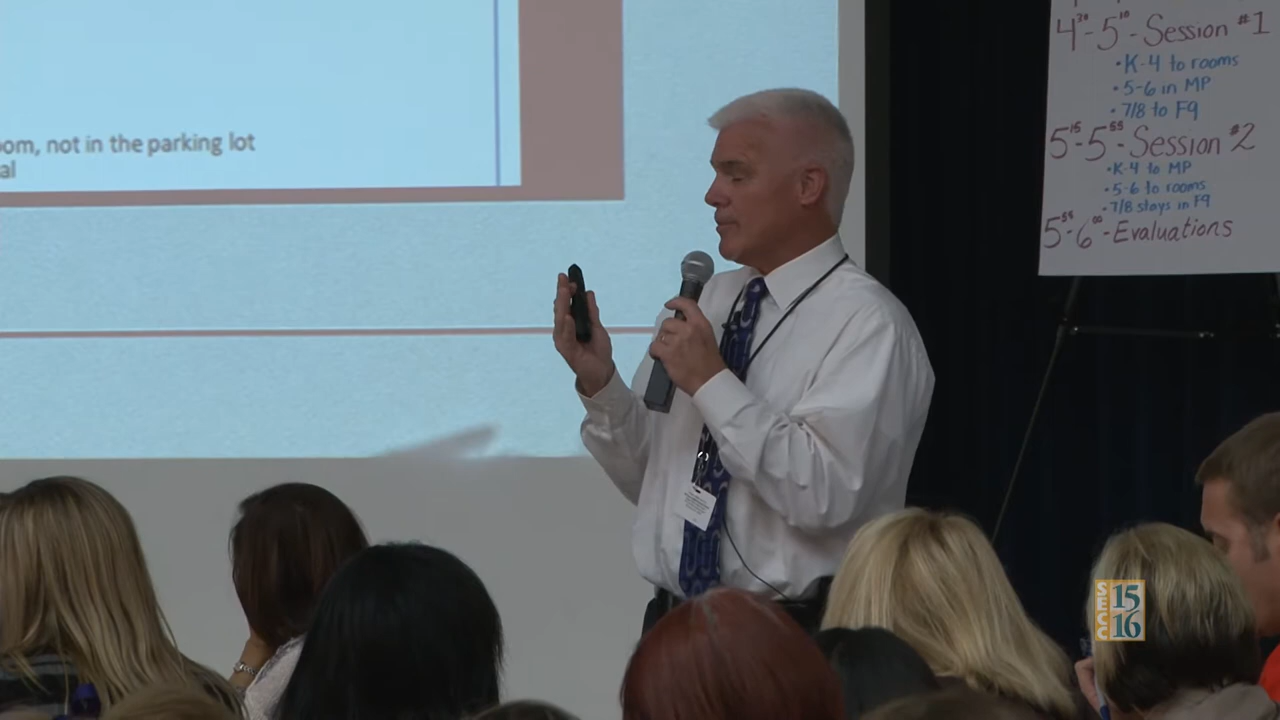 oom, not in the parking lot
al
4³⁰-5¹⁰-Session #1
•K-4 to rooms
•5-6 in MP
•7/8 to F9
5¹⁵-5⁵⁵-Session #2
•K-4 to MP
•5-6 to rooms
•7/8 stays in F9
5⁵⁵-6⁰⁰-Evaluations
SECC
15
16